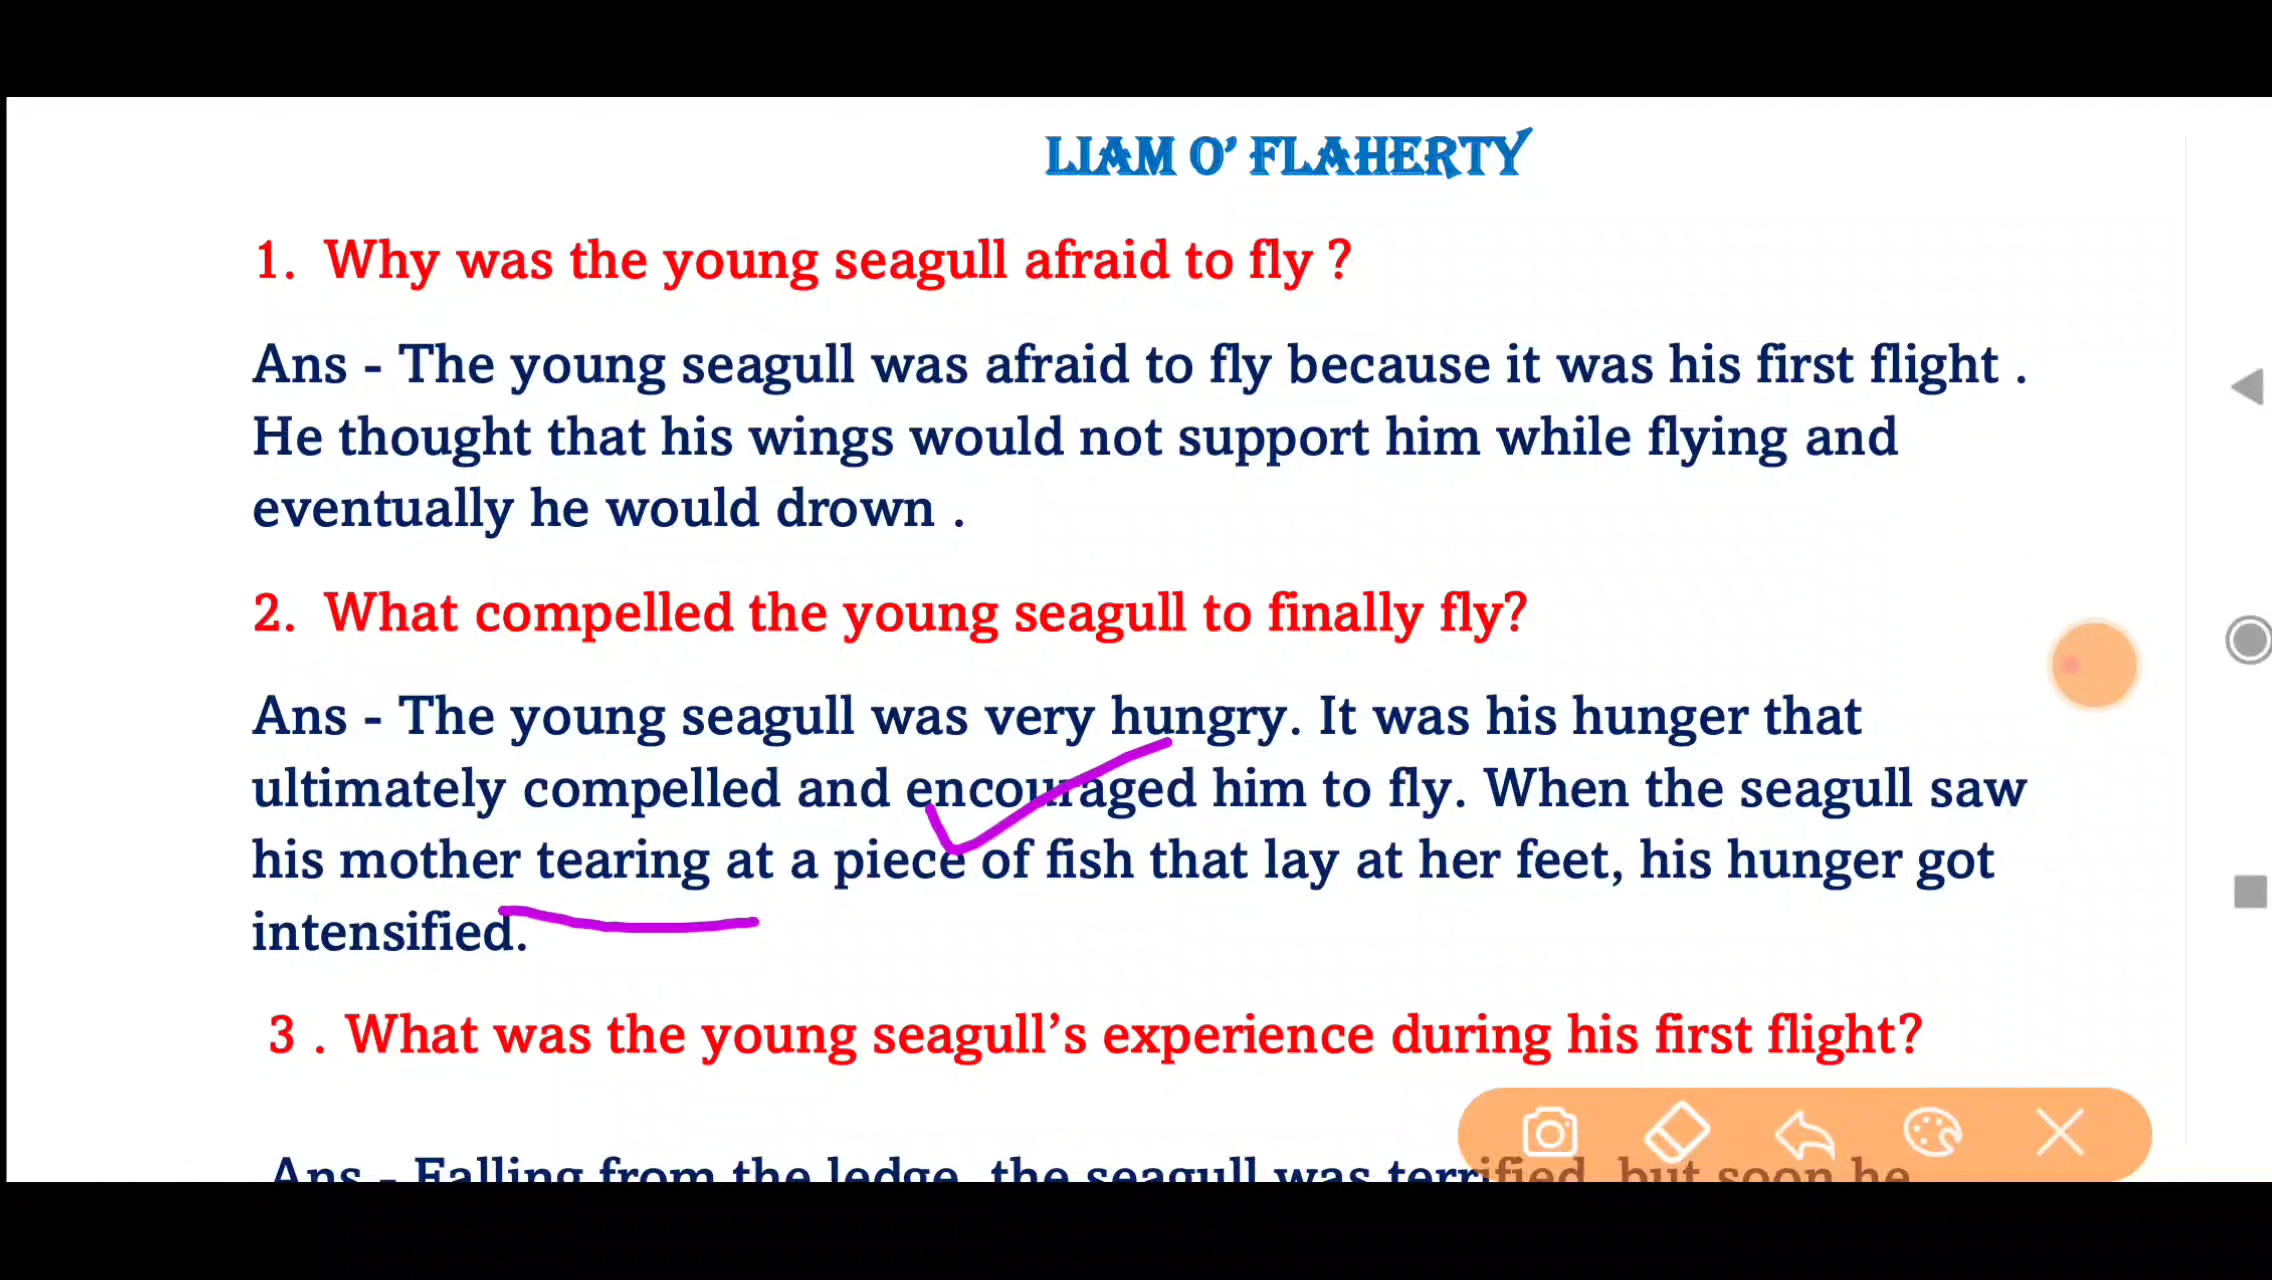 LIAM O’ FLAHERTY
1. Why was the young seagull afraid to fly ?
Ans - The young seagull was afraid to fly because it was his first flight .
He thought that his wings would not support him while flying and
eventually he would drown .
2. What compelled the young seagull to finally fly?
Ans - The young seagull was very hungry. It was his hunger that
ultimately compelled and encouraged him to fly. When the seagull saw
his mother tearing at a piece of fish that lay at her feet, his hunger got
intensified.
3 . What was the young seagull’s experience during his first flight?
Ans - Falling from the ledge, the seagull was terrified, but soon he